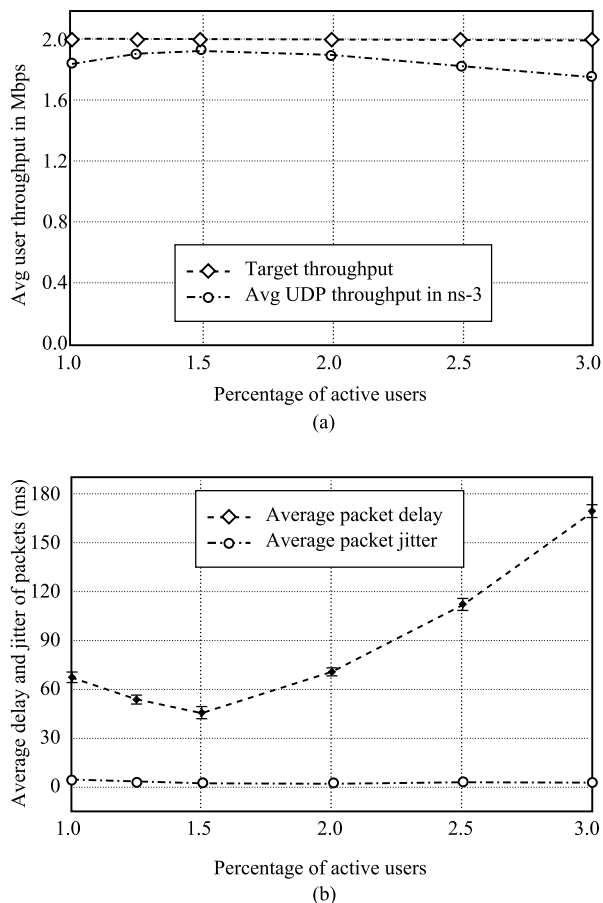 2.0
1.6
1.2
0.8
0.4
0.0
Avg user throughput in Mbps
Target throughput
Avg UDP throughput in ns-3
1.0 1.5 2.0 2.5 3.0
Percentage of active users
(a)
180
150
120
90
60
30
0
Average delay and jitter of packets (ms)
Average packet delay
Average packet jitter
1.0 1.5 2.0 2.5 3.0
Percentage of active users
(b)